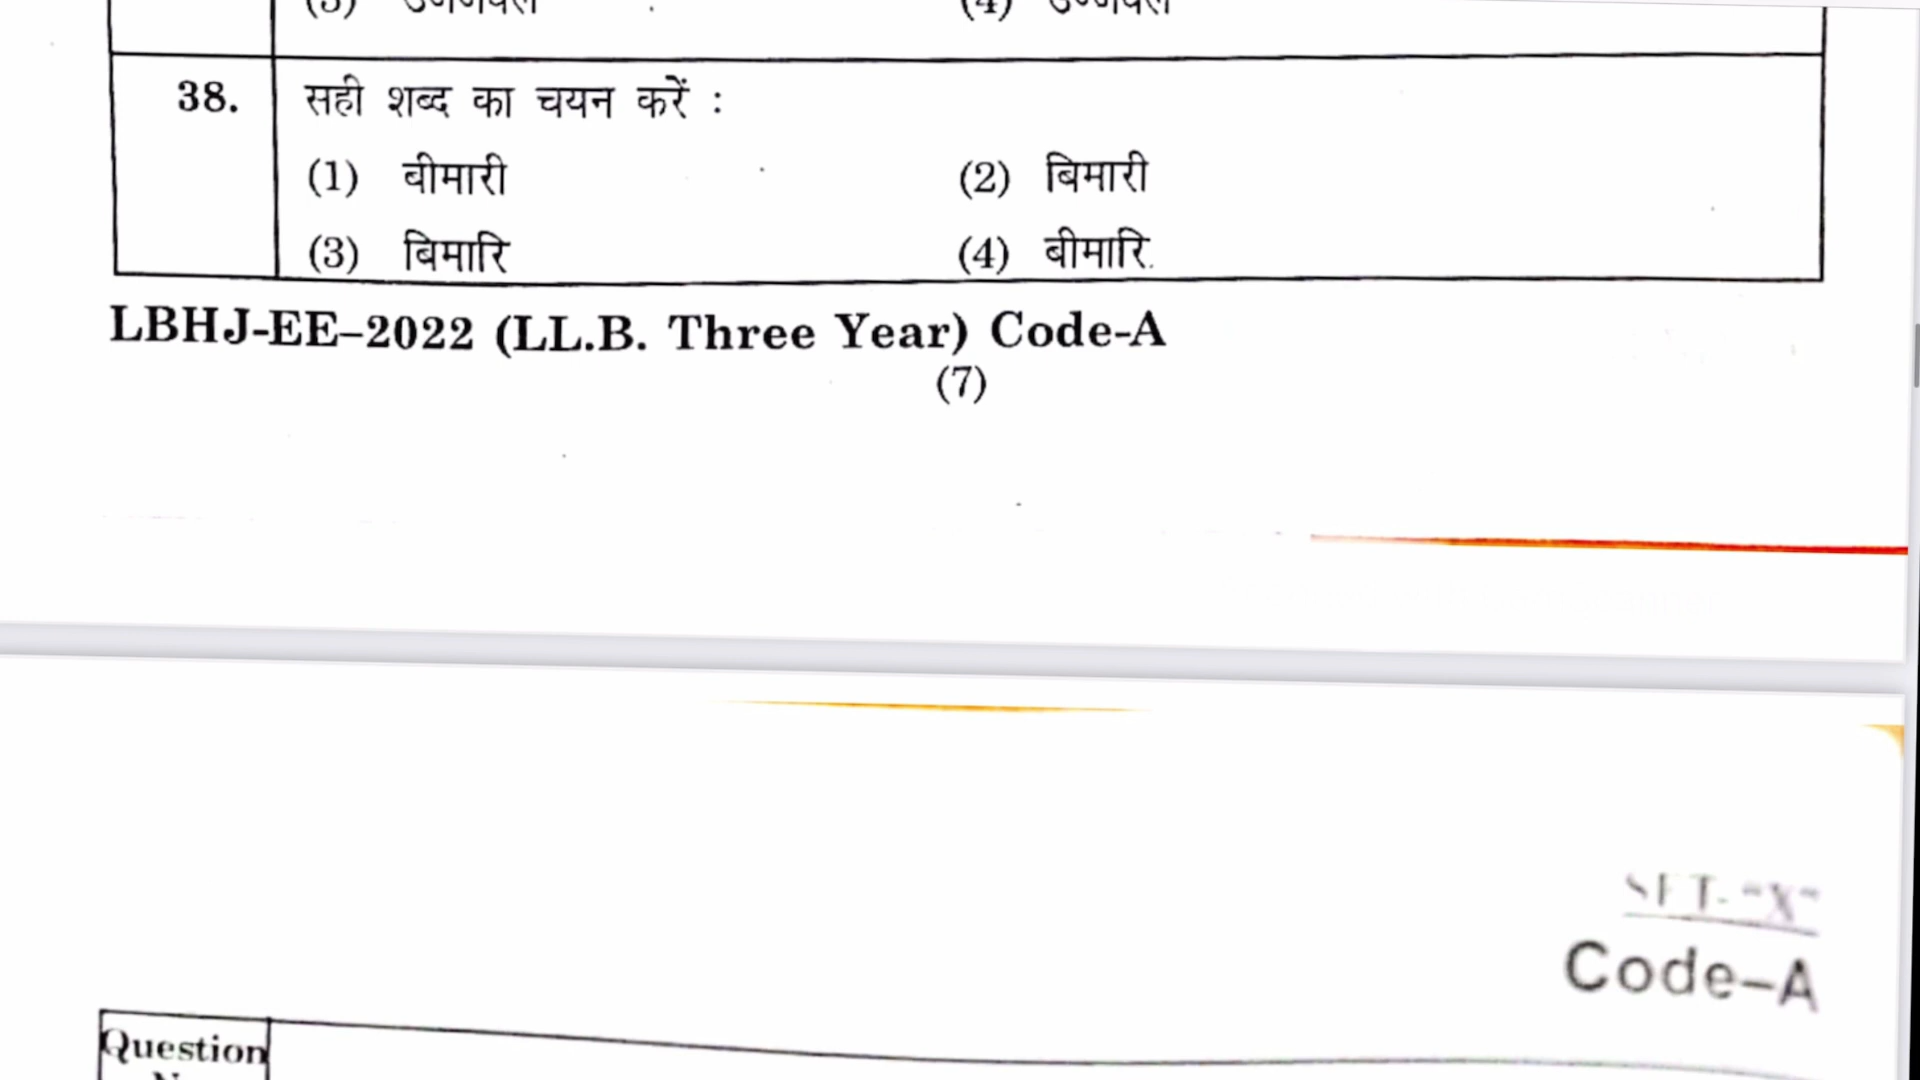 38. सही शब्द का चयन करें :
(1) बीमारी (2) बिमारी
(3) बिमारि (4) बीमारि
LBHJ-EE–2022 (LL.B. Three Year) Code-A
(7)
SET-"X"
Code–A
Question